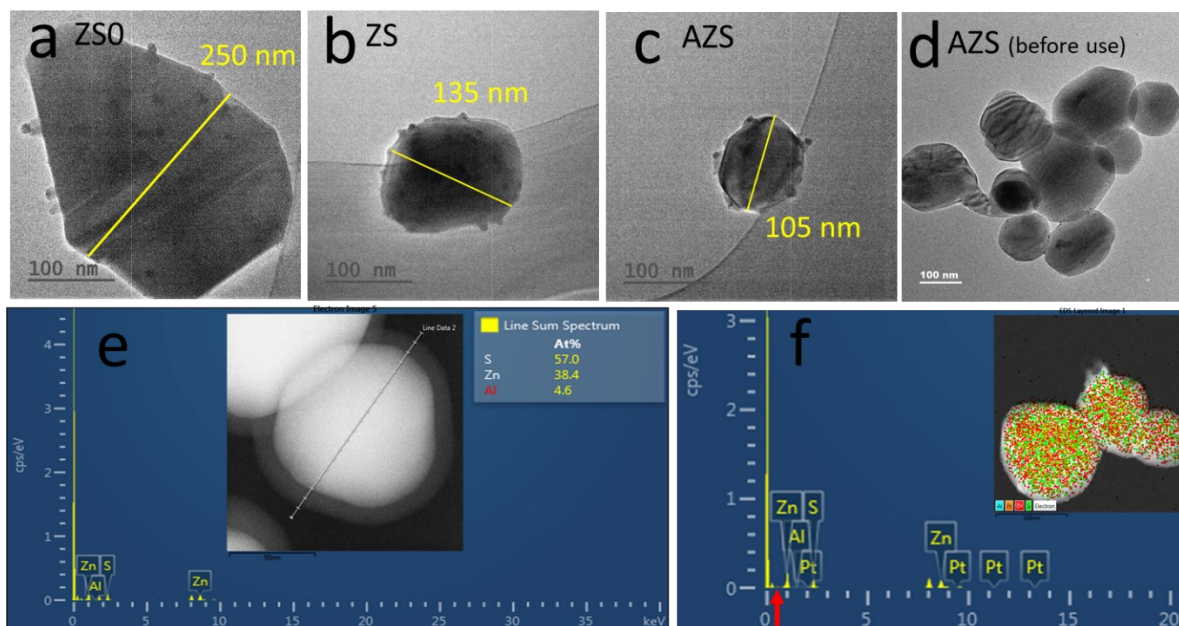 a ZS0
250 nm
100 nm
b ZS
135 nm
100 nm
c AZS
105 nm
100 nm
d AZS (before use)
100 nm
e
cps/eV
4
3
2
1
0
Electron Image 5
Line Data 2
50nm
Line Sum Spectrum
At%
S 57.0
Zn 38.4
Al 4.6
Zn S
Al
Zn
0 5 10 15 20 25 30 35 40 keV
f
cps/eV
3
2
1
0
EDS Layered Image 1
Al Pt Zn S Electron
100nm
Zn S
Al
Pt
Zn
Pt Pt Pt
0 10 20